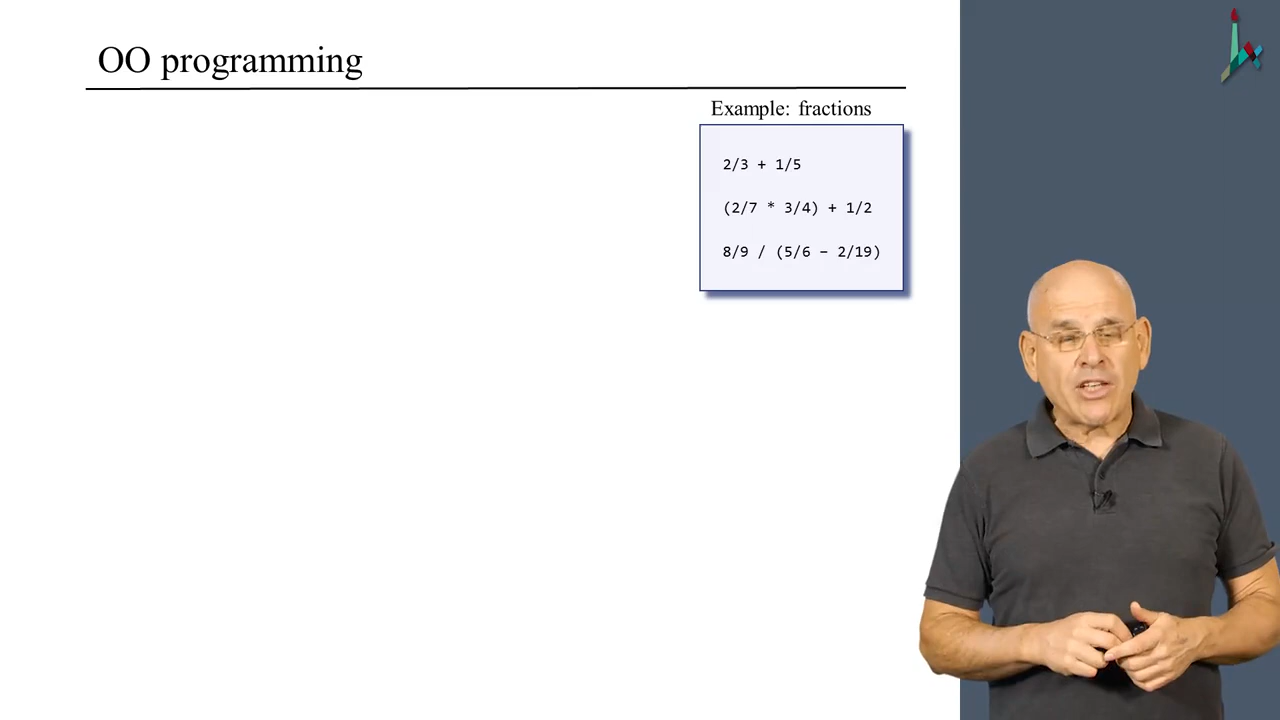 OO programming
Example: fractions
2/3 + 1/5
(2/7 * 3/4) + 1/2
8/9 / (5/6 – 2/19)